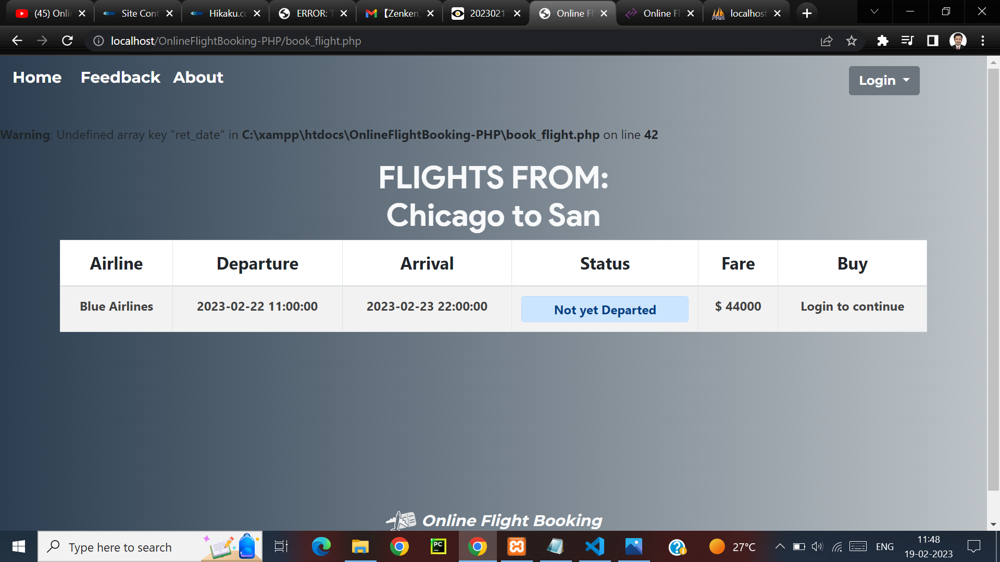 (45) Onli
Site Cont
Hikaku.co
ERROR: T
【Zenken
2023021
Online Fl
Online Fl
localhost
localhost/OnlineFlightBooking-PHP/book_flight.php
Home Feedback About
Login
Warning: Undefined array key "ret_date" in C:\xampp\htdocs\OnlineFlightBooking-PHP\book_flight.php on line 42
FLIGHTS FROM:
Chicago to San
Airline Departure Arrival Status Fare Buy
Blue Airlines 2023-02-22 11:00:00 2023-02-23 22:00:00 Not yet Departed $ 44000 Login to continue
Online Flight Booking
Type here to search
PC
27°C
ENG
11:48
19-02-2023